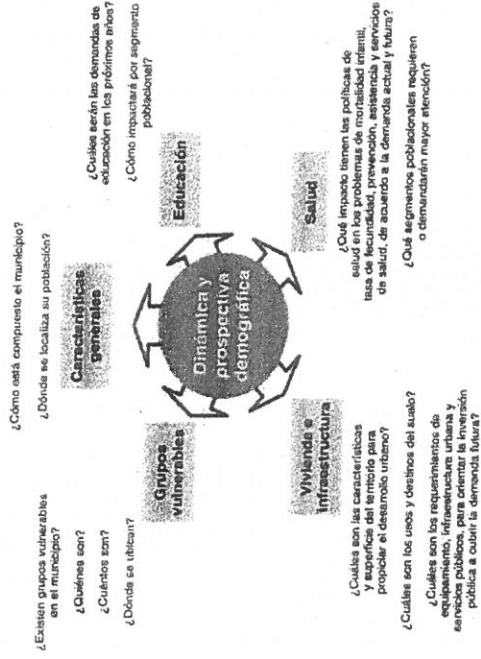 ¿Cómo está compuesto el municipio?
¿Dónde se localiza su población?
Características
generales
¿Existen grupos vulnerables
en el municipio?
¿Quiénes son?
¿Cuántos son?
¿Dónde se ubican?
Grupos
vulnerables
¿Cuáles serán las demandas de
educación en los próximos años?
¿Cómo impactará por segmento
poblacional?
Educación
Dinámica y
prospectiva
demográfica
Vivienda e
infraestructura
¿Cuáles son las características
y superficie del territorio para
propiciar el desarrollo urbano?
¿Cuáles son los usos y destinos del suelo?
¿Cuáles son los requerimientos de
equipamiento, infraestructura urbana y
servicios públicos, para orientar la inversión
pública a cubrir la demanda futura?
Salud
¿Qué impacto tienen las políticas de
salud en los problemas de mortalidad infantil,
tasa de fecundidad, prevención, asistencia y servicios
de salud, de acuerdo a la demanda actual y futura?
¿Qué segmentos poblacionales requieren
o demandarán mayor atención?